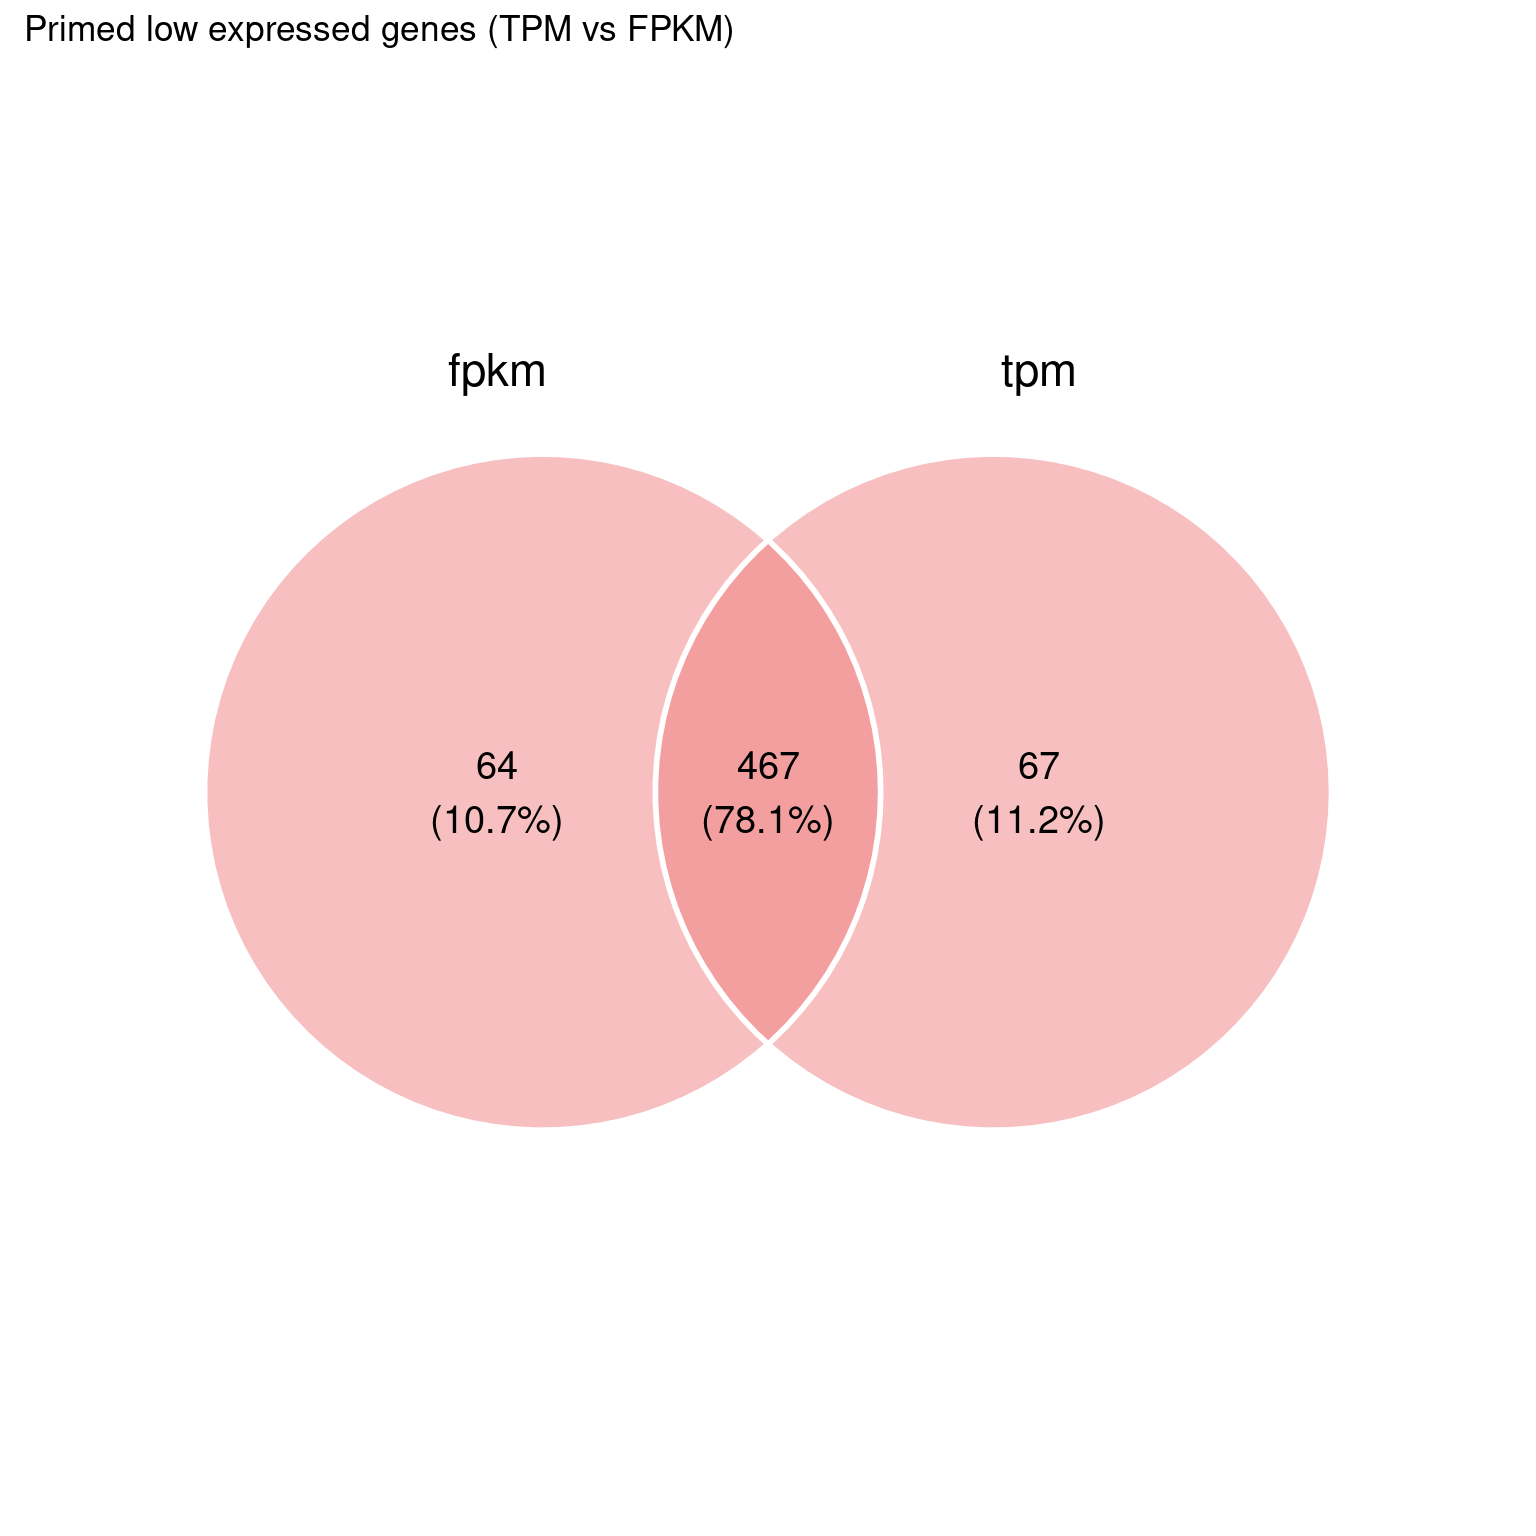 Primed low expressed genes (TPM vs FPKM)
fpkm
tpm
64
(10.7%)
467
(78.1%)
67
(11.2%)